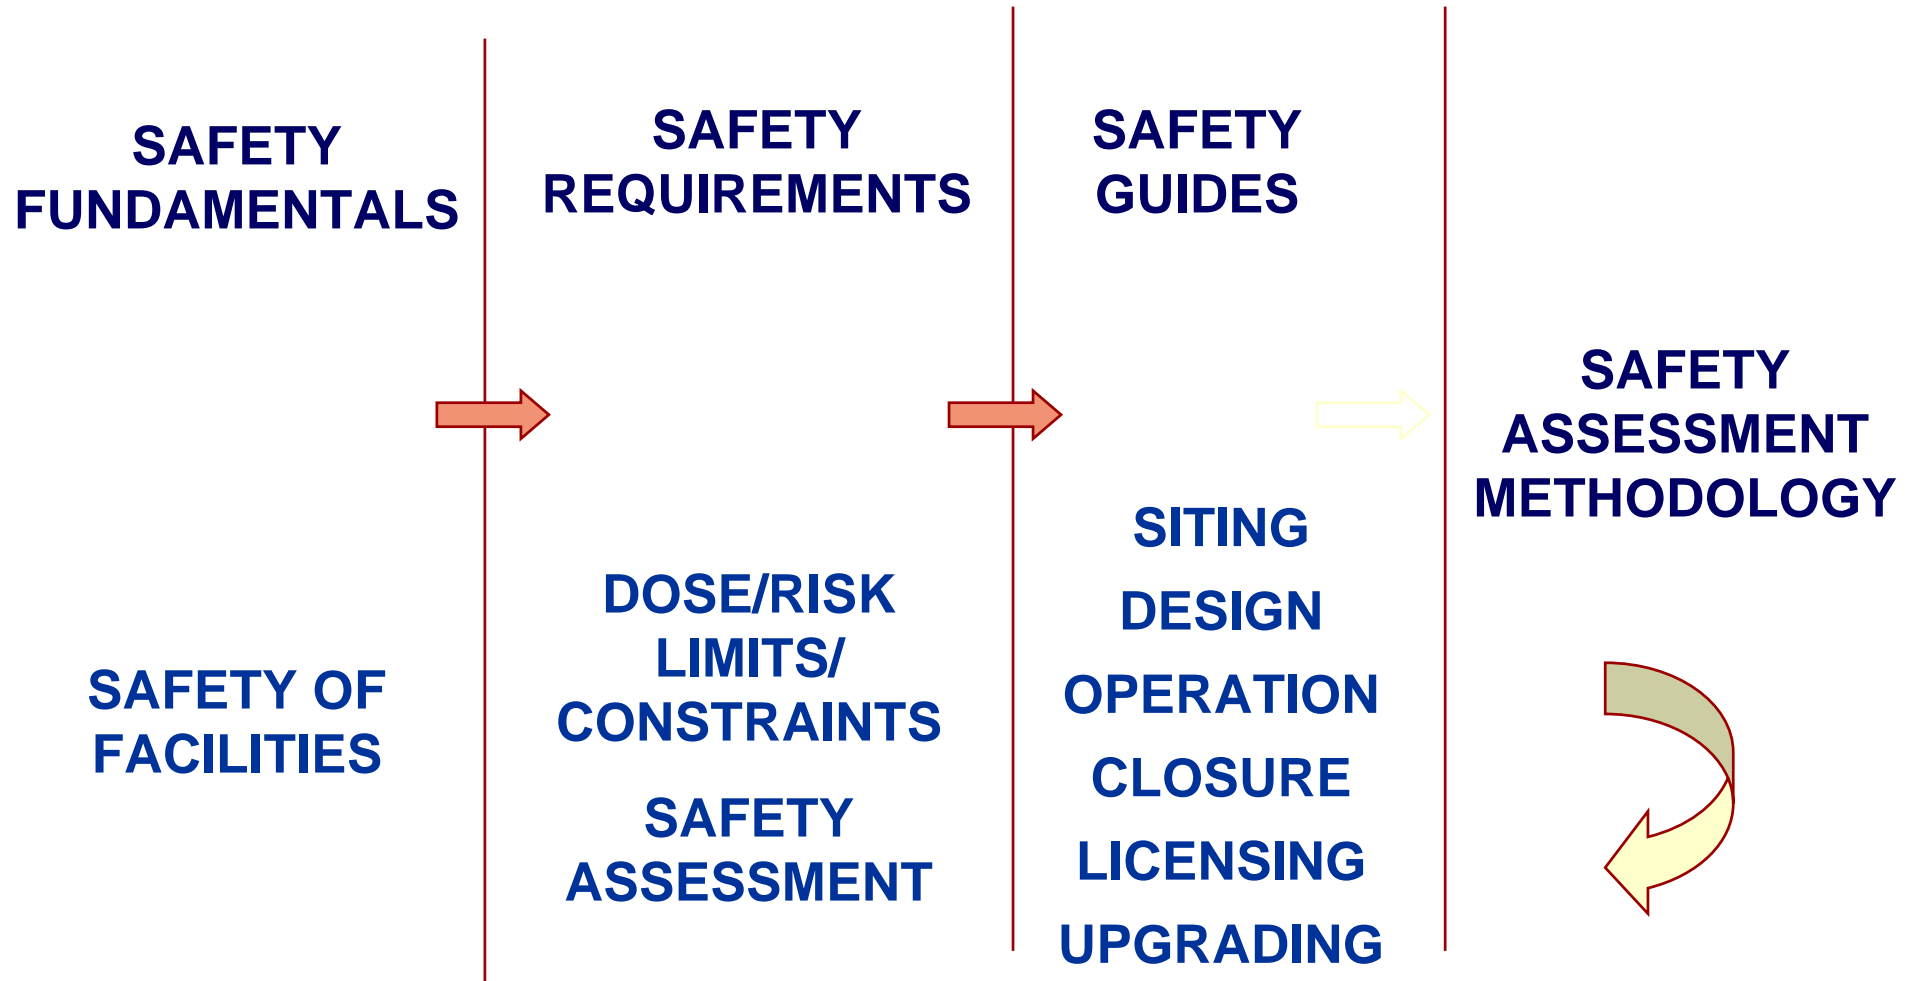 SAFETY
FUNDAMENTALS
SAFETY OF
FACILITIES
SAFETY
REQUIREMENTS
DOSE/RISK
LIMITS/
CONSTRAINTS
SAFETY
ASSESSMENT
SAFETY
GUIDES
SITING
DESIGN
OPERATION
CLOSURE
LICENSING
UPGRADING
SAFETY
ASSESSMENT
METHODOLOGY